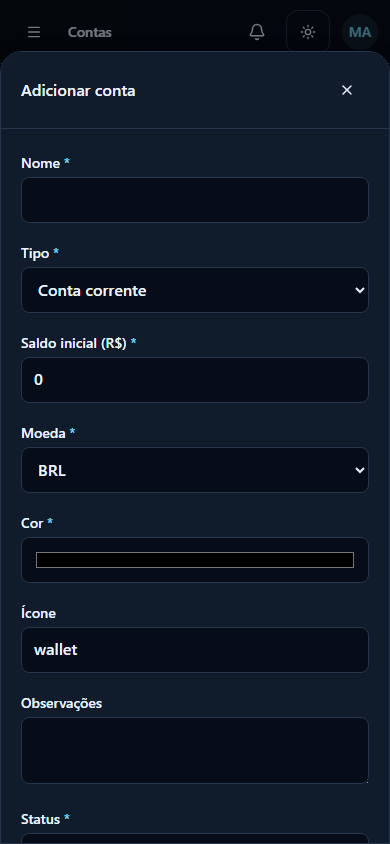 Contas
MA
Adicionar conta
Nome *
Tipo *
Conta corrente
Saldo inicial (R$) *
0
Moeda *
BRL
Cor *
Ícone
wallet
Observações
Status *